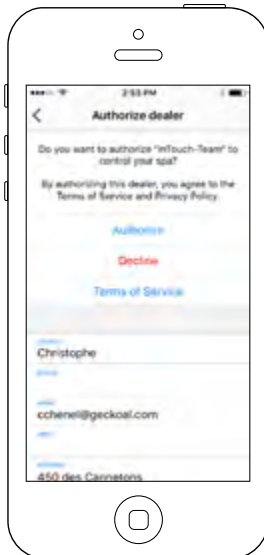 2:53 PM
Authorize dealer
Do you want to authorize "inTouch-Team" to
control your spa?
By authorizing this dealer, you agree to the
Terms of Service and Privacy Policy.
Authorize
Decline
Terms of Service
Christophe
cchenel@geckoal.com
450 des Cannetons